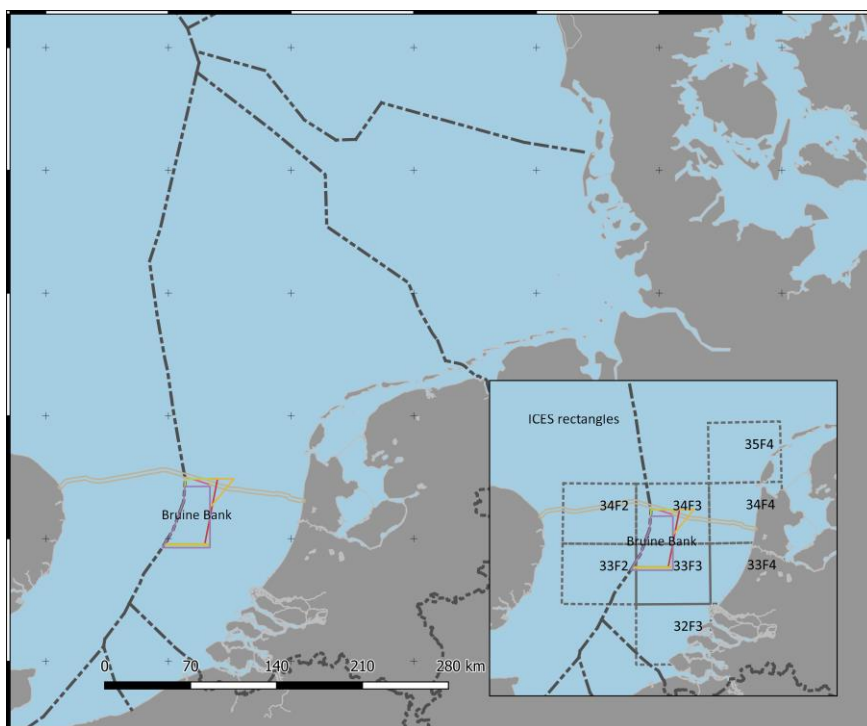 ICES rectangles
35F4
34F2 34F3 34F4
Bruine Bank
Bruine Bank
33F2 33F3 33F4
32F3
0 70 140 210 280 km